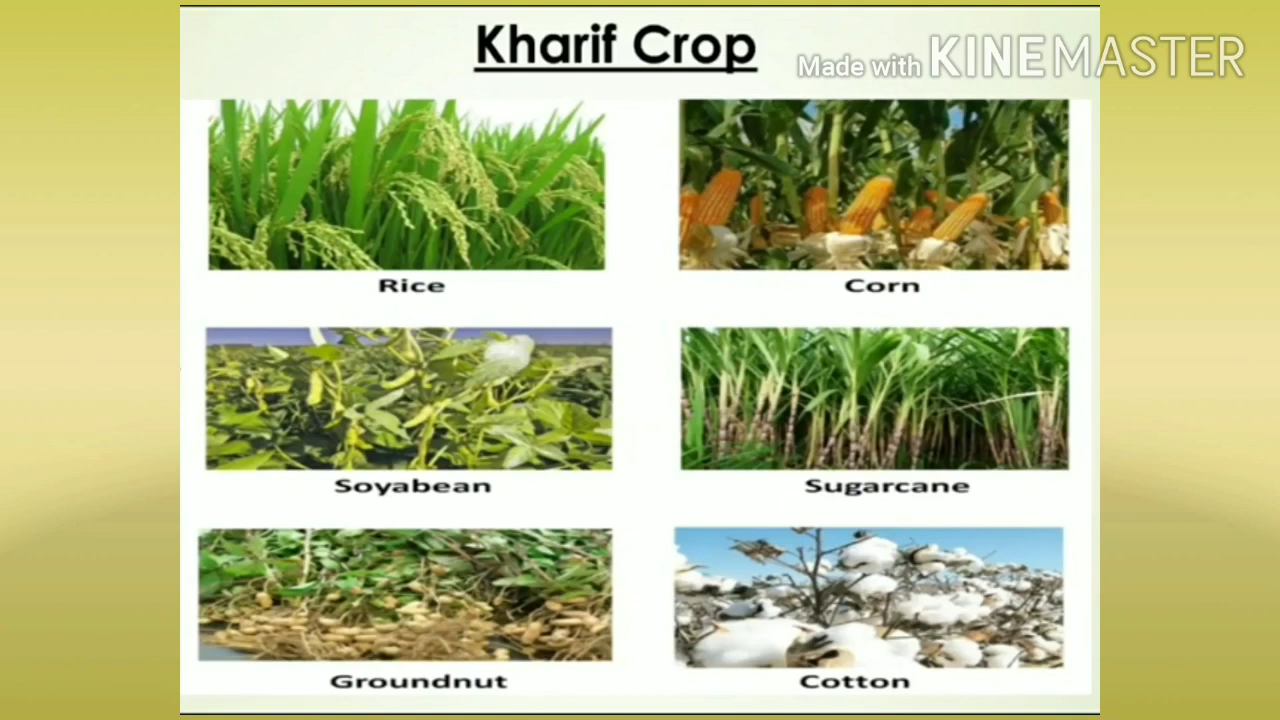 Kharif Crop
Made with KINEMASTER
Rice
Corn
Soyabean
Sugarcane
Groundnut
Cotton